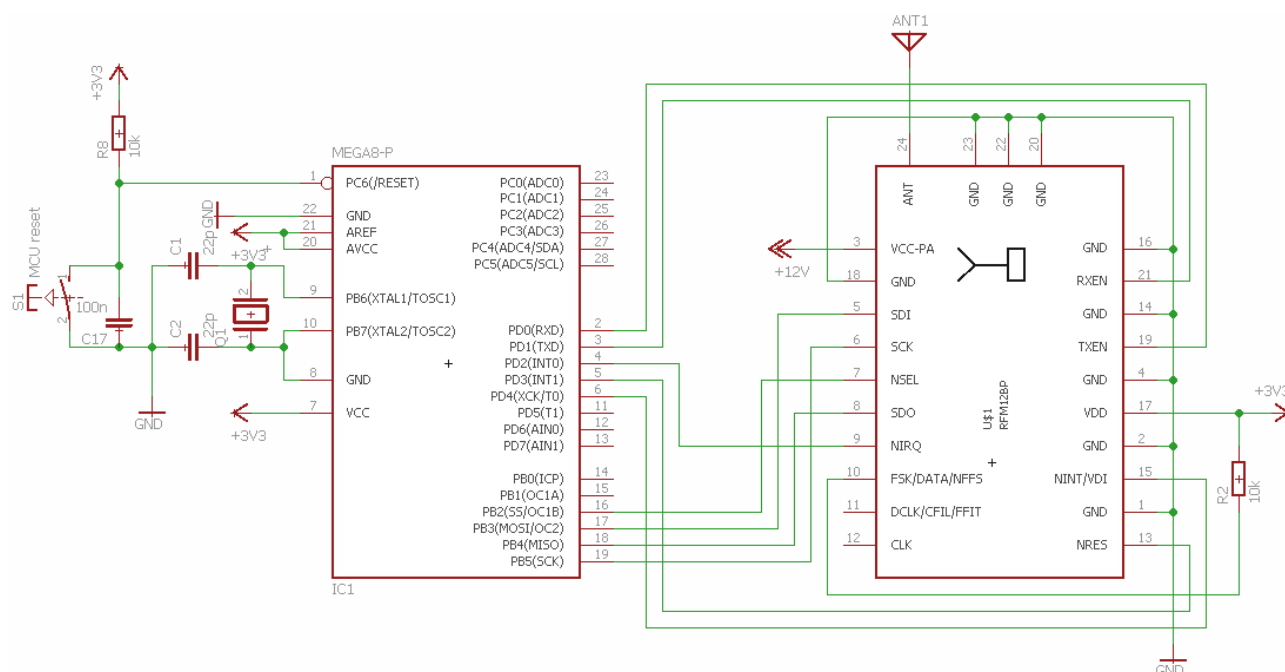 ANT1
+3V3
R8
10k
MEGA8-P
1
PC6(/RESET)
22
GND
21
AREF
20
AVCC
9
PB6(XTAL1/TOSC1)
10
PB7(XTAL2/TOSC2)
8
GND
7
VCC
PC0(ADC0)
23
PC1(ADC1)
24
PC2(ADC2)
25
PC3(ADC3)
26
PC4(ADC4/SDA)
27
PC5(ADC5/SCL)
28
PD0(RXD)
2
PD1(TXD)
3
PD2(INT0)
4
PD3(INT1)
5
PD4(XCK/T0)
6
PD5(T1)
11
PD6(AIN0)
12
PD7(AIN1)
13
PB0(ICP)
14
PB1(OC1A)
15
PB2(SS/OC1B)
16
PB3(MOSI/OC2)
17
PB4(MISO)
18
PB5(SCK)
19
IC1
GND
+3V3
+3V3
S1
MCU reset
1
2
100n
C17
C1
22p
C2
22p
2
1
Q1
GND
24
ANT
23
GND
22
GND
20
GND
+12V
3
VCC-PA
18
GND
5
SDI
6
SCK
7
NSEL
8
SDO
9
NIRQ
10
FSK/DATA/NFFS
11
DCLK/CFIL/FFIT
12
CLK
U$1
RFM12BP
GND
16
RXEN
21
GND
14
TXEN
19
GND
4
VDD
17
GND
2
NINT/VDI
15
GND
1
NRES
13
+3V3
R2
10k
GND